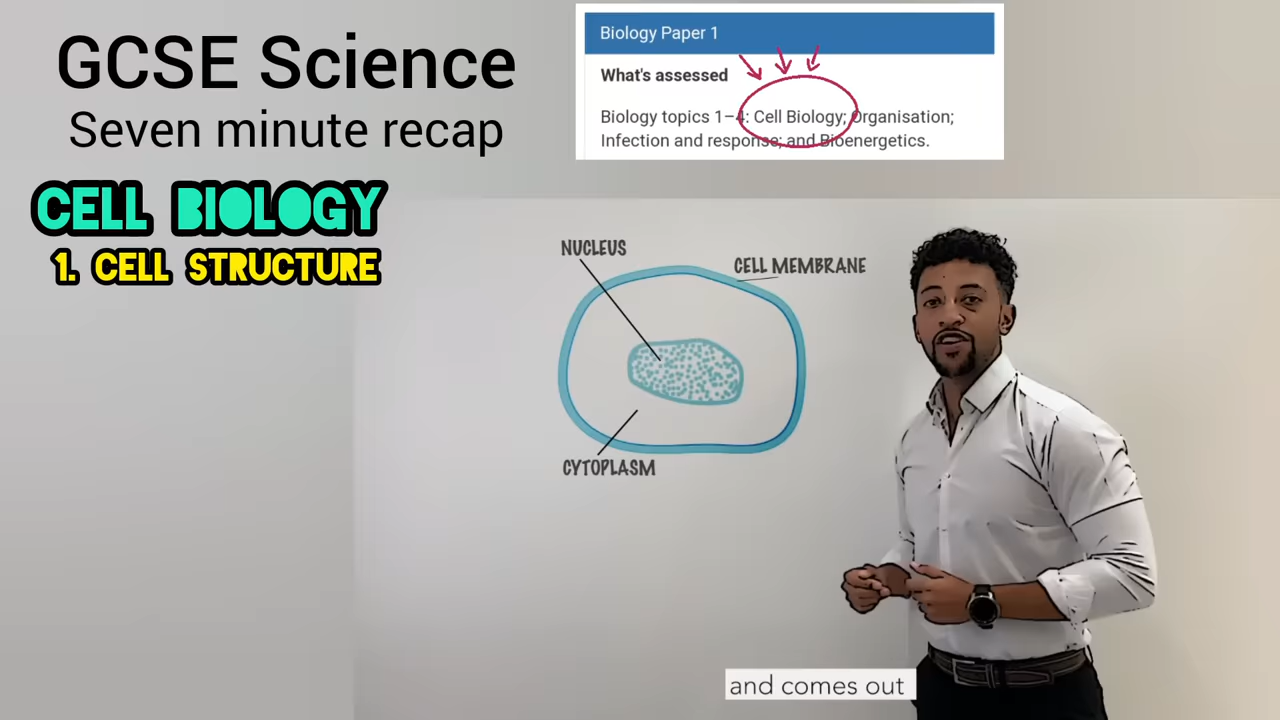 GCSE Science
Seven minute recap
CELL BIOLOGY
1. CELL STRUCTURE
Biology Paper 1
What's assessed
Biology topics 1–4: Cell Biology; Organisation;
Infection and response; and Bioenergetics.
NUCLEUS
CELL MEMBRANE
CYTOPLASM
and comes out